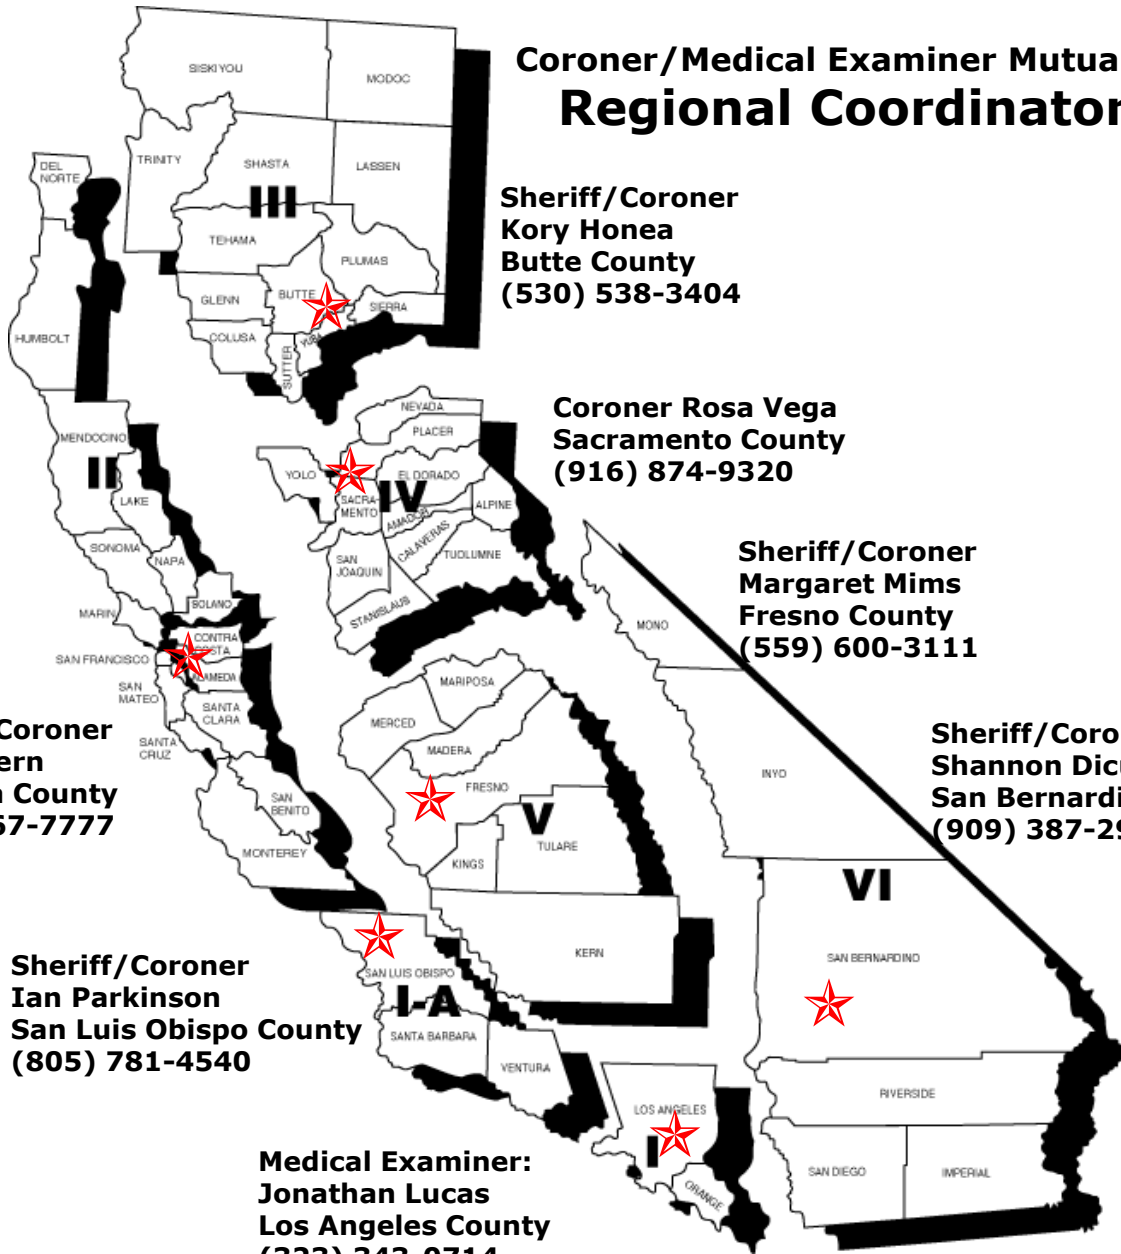 Coroner/Medical Examiner Mutua
Regional Coordinator
SISKIYOU
MODOC
TRINITY
SHASTA
LASSEN
DEL
NORTE
III
Sheriff/Coroner
Kory Honea
Butte County
(530) 538-3404
TEHAMA
PLUMAS
GLENN
BUTTE
SIERRA
HUMBOLT
COLUSA
SUTTER
YUBA
NEVADA
PLACER
Coroner Rosa Vega
Sacramento County
(916) 874-9320
MENDOCINO
II
LAKE
YOLO
EL DORADO
IV
SACRA-
MENTO
AMADOR
ALPINE
CALAVERAS
TUOLUMNE
SONOMA
NAPA
SAN
JOAQUIN
STANISLAUS
Sheriff/Coroner
Margaret Mims
Fresno County
(559) 600-3111
MONO
SOLANO
MARIN
CONTRA
COSTA
SAN FRANCISCO
ALAMEDA
SAN
MATEO
SANTA
CLARA
SANTA
CRUZ
MARIPOSA
MERCED
MADERA
FRESNO
V
TULARE
KINGS
Coroner
ern
County
7-7777
SAN
BENITO
MONTEREY
INYO
Sheriff/Coro
Shannon Dicu
San Bernardi
(909) 387-29
VI
SAN BERNARDINO
KERN
Sheriff/Coroner
Ian Parkinson
San Luis Obispo County
(805) 781-4540
SAN LUIS OBISPO
I-A
SANTA BARBARA
VENTURA
LOS ANGELES
I
ORANGE
RIVERSIDE
SAN DIEGO
IMPERIAL
Medical Examiner:
Jonathan Lucas
Los Angeles County
(323) 343-0714